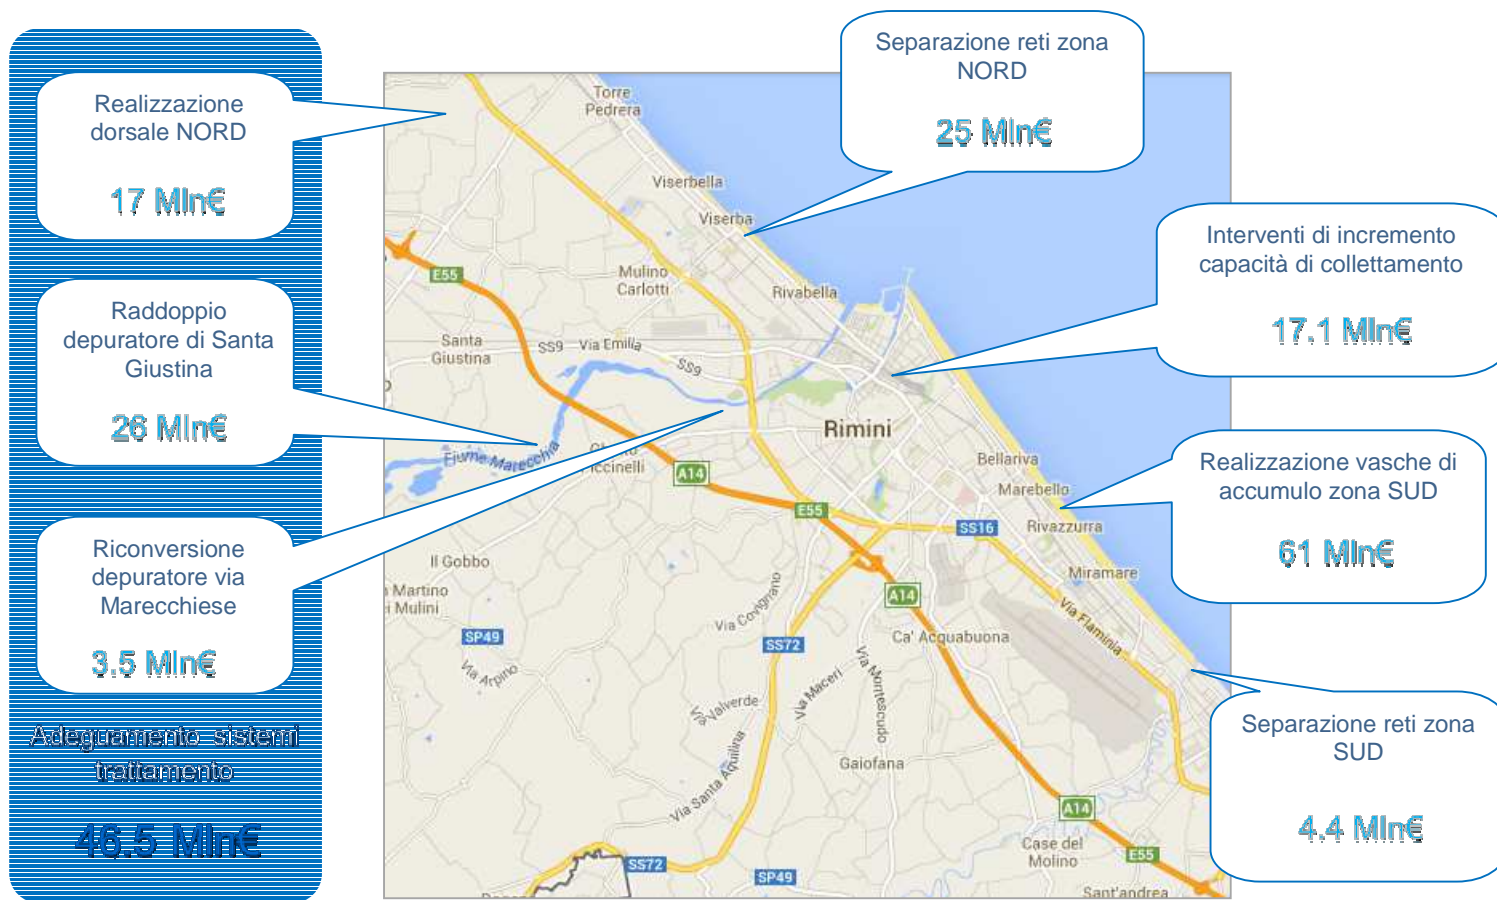 Realizzazione
dorsale NORD
17 Mln€
Raddoppio
depuratore di Santa
Giustina
26 Mln€
Riconversione
depuratore via
Marecchiese
3.5 Mln€
Adeguamento sistemi
trattamento
46.5 Mln€
Separazione reti zona
NORD
25 Mln€
Interventi di incremento
capacità di collettamento
17.1 Mln€
Realizzazione vasche di
accumulo zona SUD
61 Mln€
Separazione reti zona
SUD
4.4 Mln€
Torre
Pedrera
Viserbella
Viserba
Mulino
Carlotti
Rivabella
E55
Santa
Giustina
SS9
Via Emilia
SS9
Rimini
Fiume Marecchia
A14
E55
Bellariva
Marebello
SS16
Rivazzurra
Il Gobbo
Miramare
Martino
Mulini
SP49
Via Covignano
A14
Via Flaminia
SS72
Ca' Acquabuona
Via Arpino
Via Maceri
Via Montescudo
Via Valverde
Gaiofana
Via Santa Aquilina
A14
Case del
Molino
E55
SS72
SP49
Sant'andrea